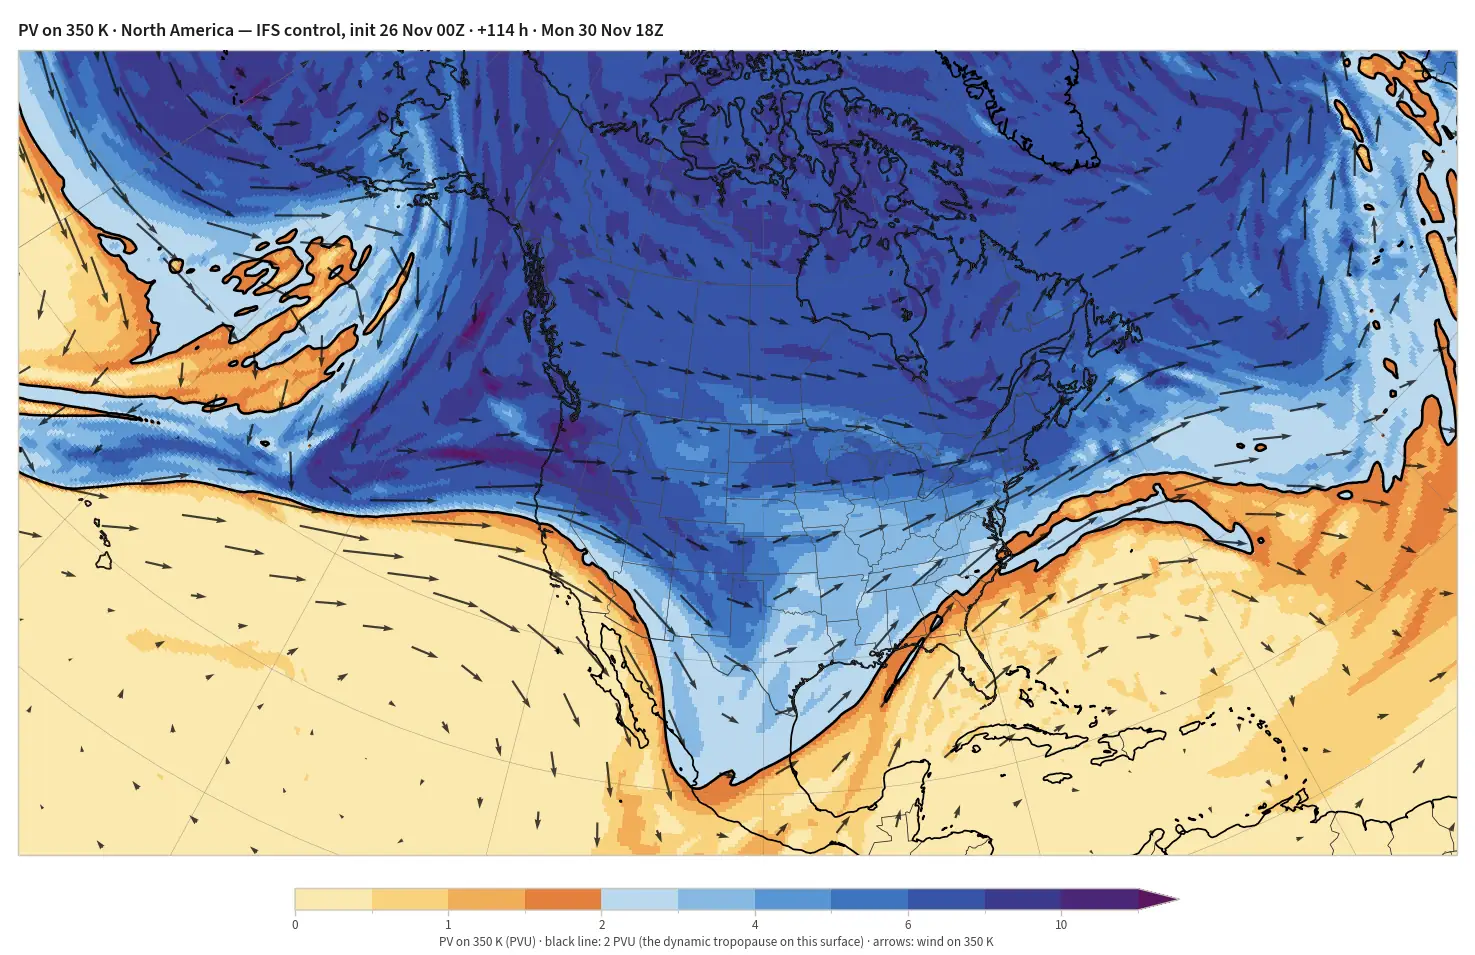 PV on 350 K · North America — IFS control, init 26 Nov 00Z · +114 h · Mon 30 Nov 18Z
0 1 2 4 6 10
PV on 350 K (PVU) · black line: 2 PVU (the dynamic tropopause on this surface) · arrows: wind on 350 K